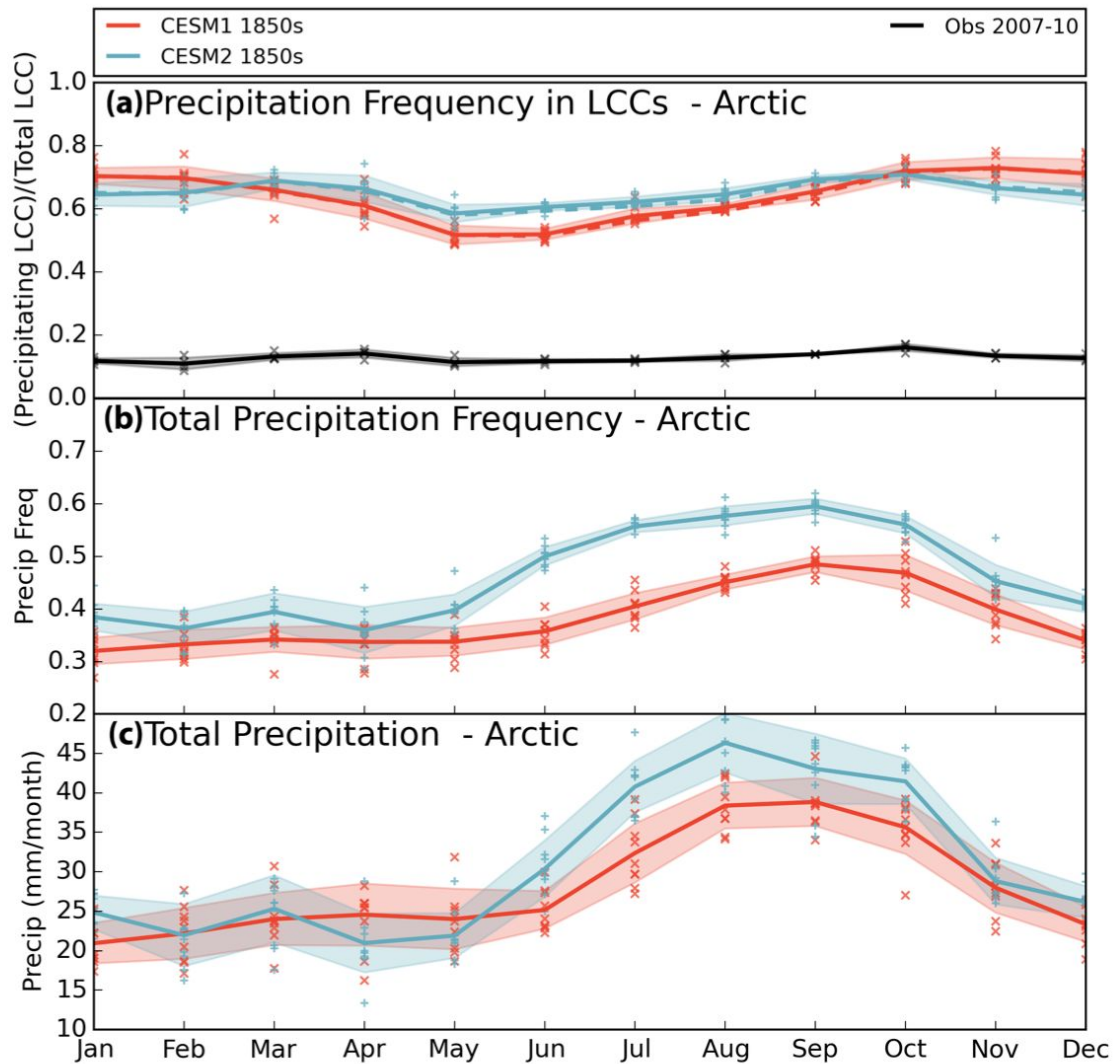 CESM1 1850s
CESM2 1850s
Obs 2007-10
(a)Precipitation Frequency in LCCs - Arctic
(Precipitating LCC)/(Total LCC)
1.0
0.8
0.6
0.4
0.2
0.0
(b)Total Precipitation Frequency - Arctic
Precip Freq
0.7
0.6
0.5
0.4
0.3
0.2
(c)Total Precipitation - Arctic
Precip (mm/month)
45
40
35
30
25
20
15
10
Jan Feb Mar Apr May Jun Jul Aug Sep Oct Nov Dec